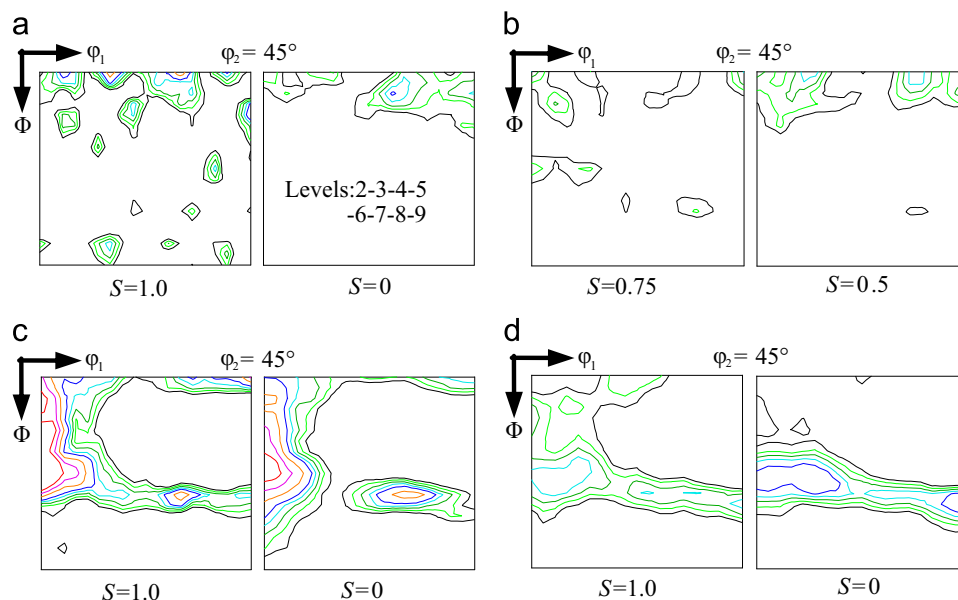 a
φ₁ φ₂ = 45°
Φ
Levels:2-3-4-5
-6-7-8-9
S=1.0 S=0
b
φ₁ φ₂ = 45°
Φ
S=0.75 S=0.5
c
φ₁ φ₂ = 45°
Φ
S=1.0 S=0
d
φ₁ φ₂ = 45°
Φ
S=1.0 S=0